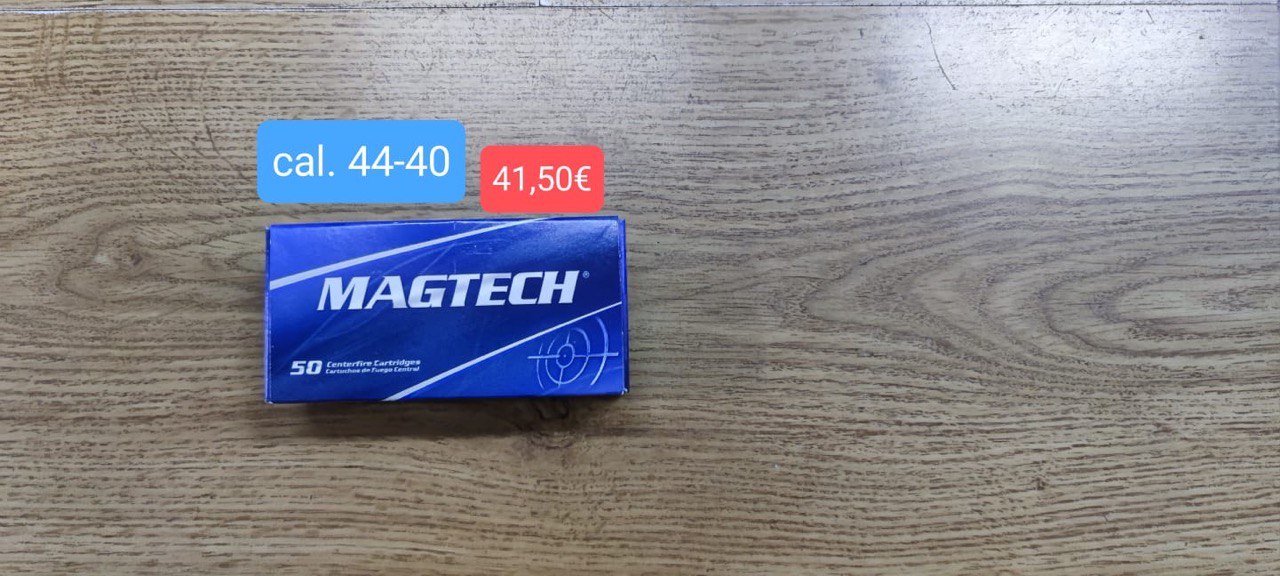 cal. 44-40
41,50€
MAGTECH®
50 Centerfire Cartridges
Cartuchos de Fuego Central